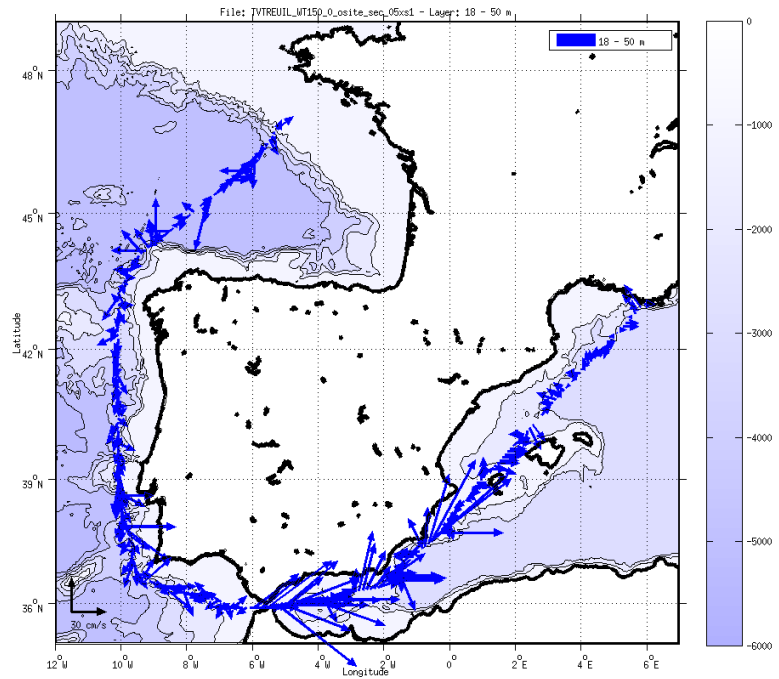 File: TVTREUIL_WT150_0_osite_sec_05xs1 - Layer: 18 - 50 m
18 - 50 m
48°N
45°N
42°N
39°N
36°N
Latitude
30 cm/s
12°W 10°W 8°W 6°W 4°W 2°W 0° 2°E 4°E 6°E
Longitude
0
-1000
-2000
-3000
-4000
-5000
-6000